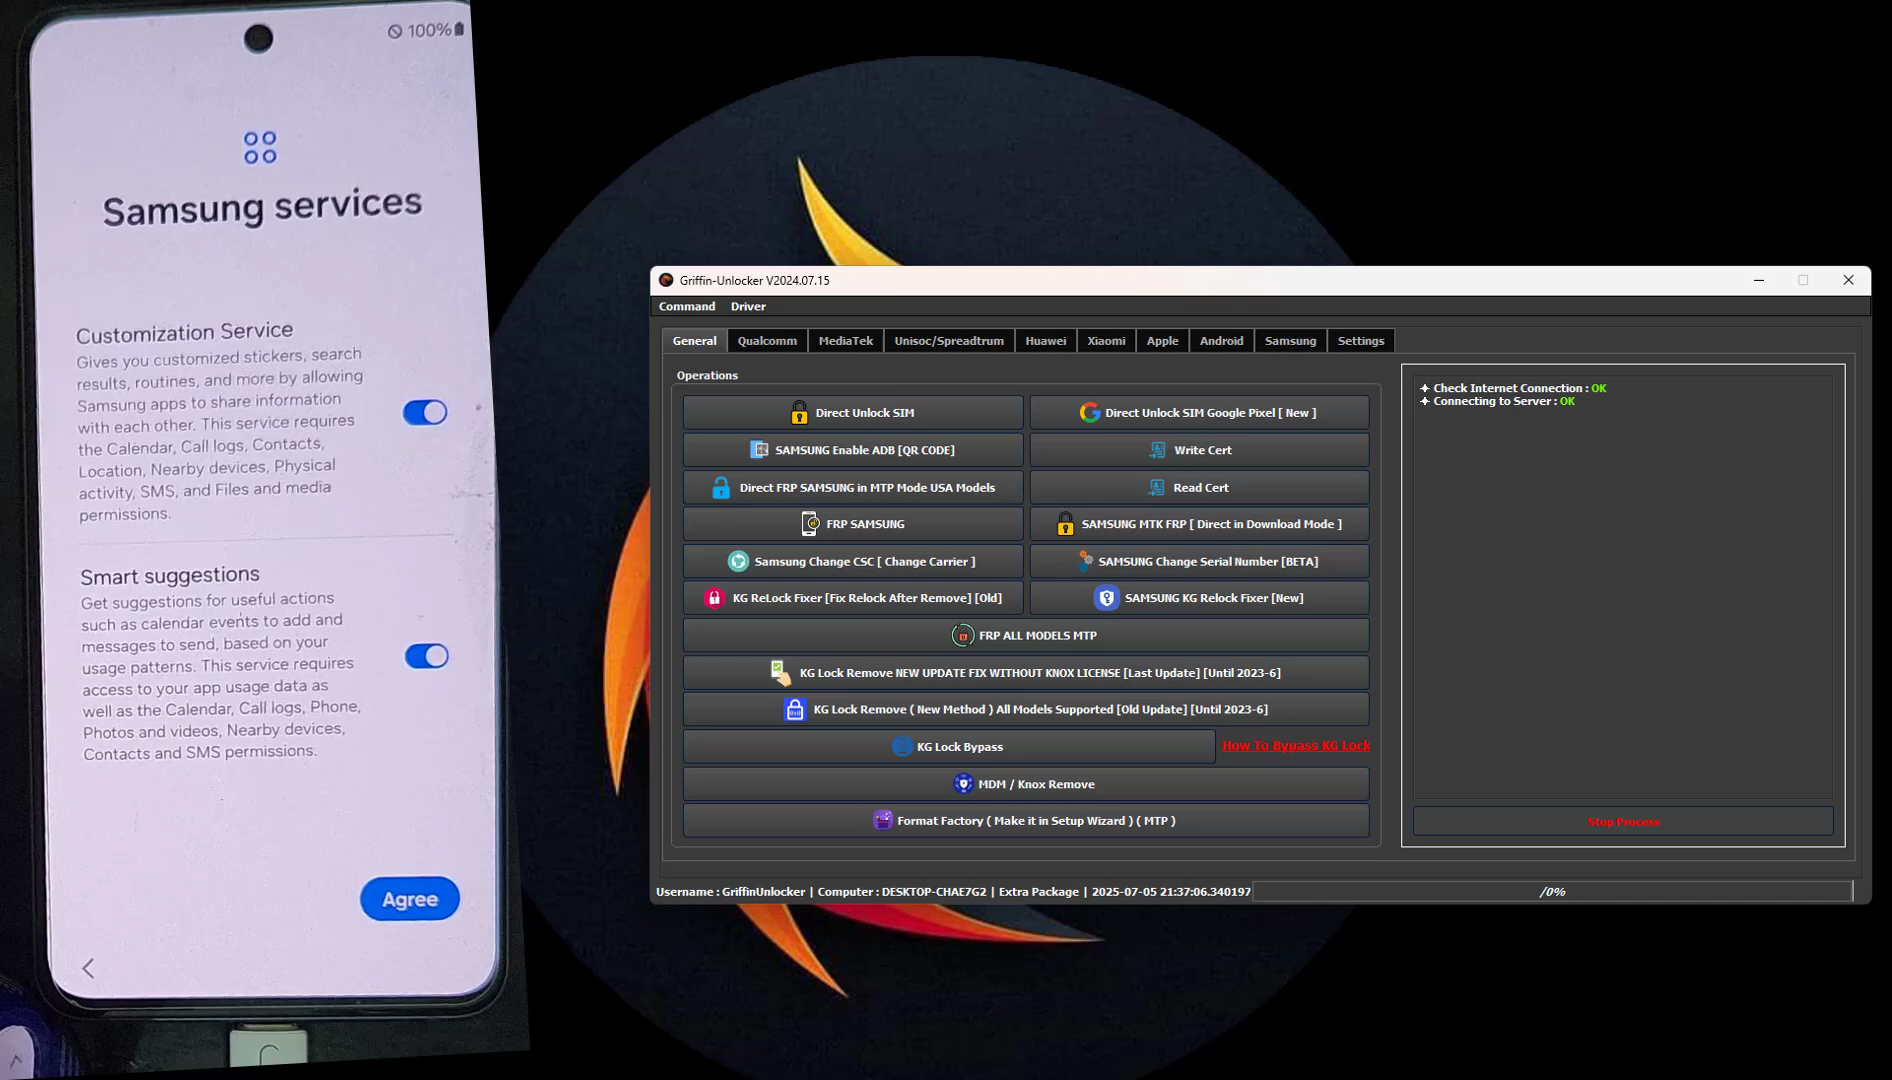 100%
Samsung services
Customization Service
Gives you customized stickers, search
results, routines, and more by allowing
Samsung apps to share information
with each other. This service requires
the Calendar, Call logs, Contacts,
Location, Nearby devices, Physical
activity, SMS, and Files and media
permissions.
Smart suggestions
Get suggestions for useful actions
such as calendar events to add and
messages to send, based on your
usage patterns. This service requires
access to your app usage data as
well as the Calendar, Call logs, Phone,
Photos and videos, Nearby devices,
Contacts and SMS permissions.
Agree
Griffin-Unlocker V2024.07.15
Command Driver
General Qualcomm MediaTek Unisoc/Spreadtrum Huawei Xiaomi Apple Android Samsung Settings
Operations
Direct Unlock SIM
Direct Unlock SIM Google Pixel [ New ]
SAMSUNG Enable ADB [QR CODE]
Write Cert
Direct FRP SAMSUNG in MTP Mode USA Models
Read Cert
FRP SAMSUNG
SAMSUNG MTK FRP [ Direct in Download Mode ]
Samsung Change CSC [ Change Carrier ]
SAMSUNG Change Serial Number [BETA]
KG ReLock Fixer [Fix Relock After Remove] [Old]
SAMSUNG KG Relock Fixer [New]
FRP ALL MODELS MTP
KG Lock Remove NEW UPDATE FIX WITHOUT KNOX LICENSE [Last Update] [Until 2023-6]
KG Lock Remove ( New Method ) All Models Supported [Old Update] [Until 2023-6]
KG Lock Bypass
How To Bypass KG Lock
MDM / Knox Remove
Format Factory ( Make it in Setup Wizard ) ( MTP )
Check Internet Connection : OK
Connecting to Server : OK
Stop Process
Username : GriffinUnlocker | Computer : DESKTOP-CHAE7G2 | Extra Package | 2025-07-05 21:37:06.340197
/0%